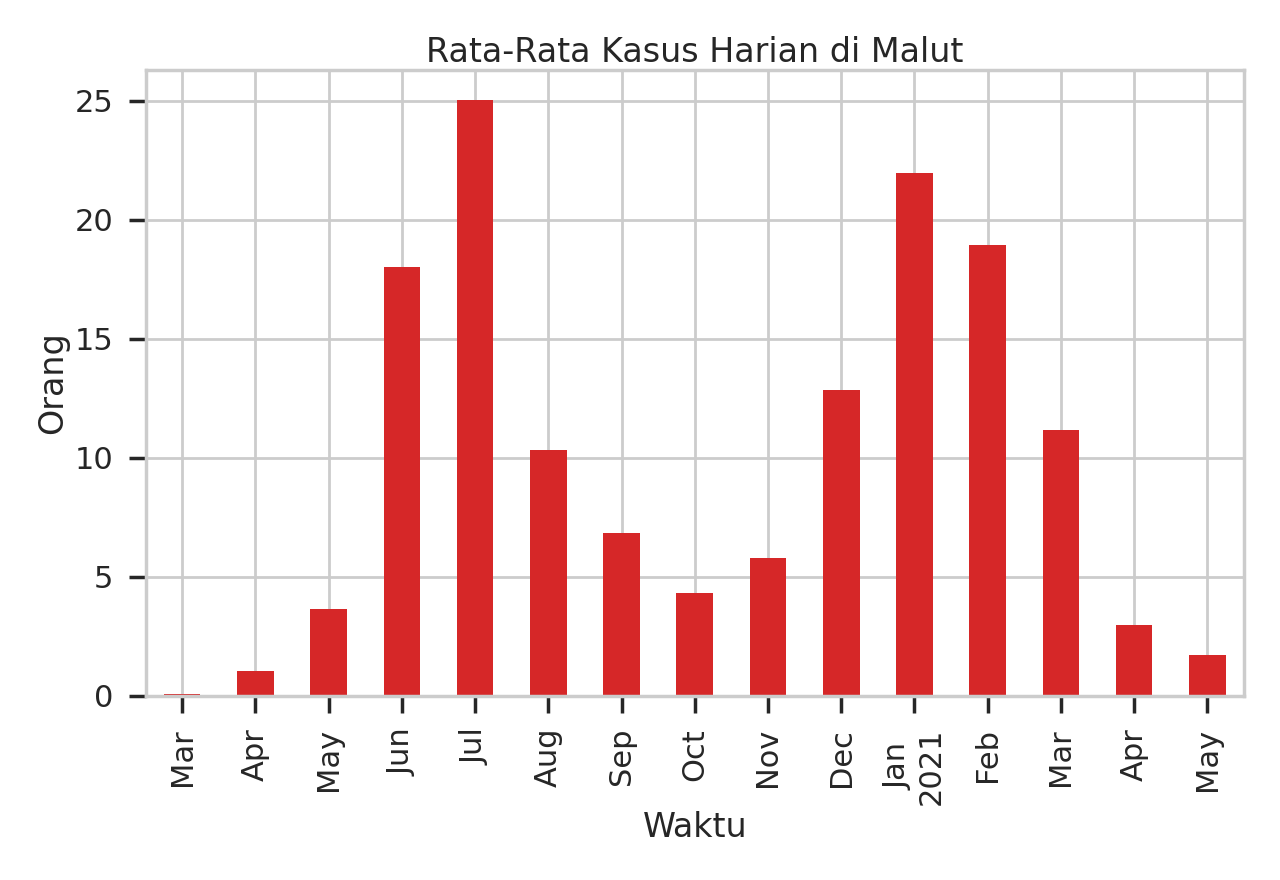 Rata-Rata Kasus Harian di Malut
Orang
25
20
15
10
5
0
Mar
Apr
May
Jun
Jul
Aug
Sep
Oct
Nov
Dec
Jan
2021
Feb
Mar
Apr
May
Waktu